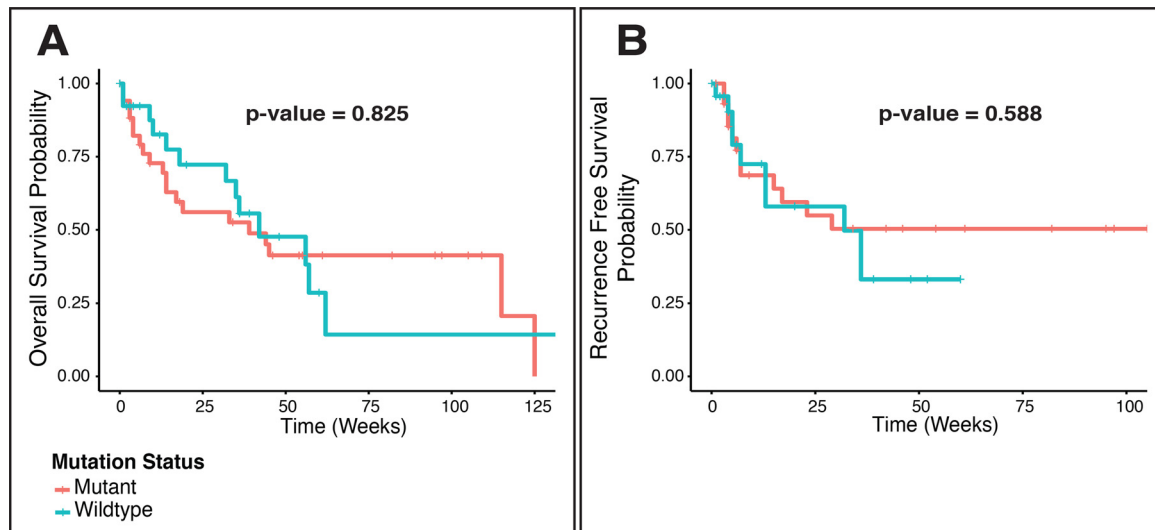 A
Overall Survival Probability
1.00
0.75
0.50
0.25
0.00
p-value = 0.825
0 25 50 75 100 125
Time (Weeks)
Mutation Status
Mutant
Wildtype
B
Recurrence Free Survival
Probability
1.00
0.75
0.50
0.25
0.00
p-value = 0.588
0 25 50 75 100
Time (Weeks)